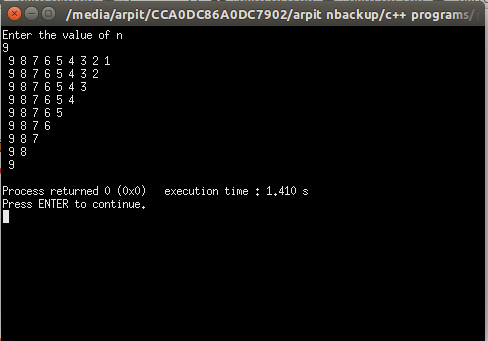 /media/arpit/CCA0DC86A0DC7902/arpit nbackup/c++ programs/
Enter the value of n
9
9 8 7 6 5 4 3 2 1
9 8 7 6 5 4 3 2
9 8 7 6 5 4 3
9 8 7 6 5 4
9 8 7 6 5
9 8 7 6
9 8 7
9 8
9
Process returned 0 (0x0) execution time : 1.410 s
Press ENTER to continue.